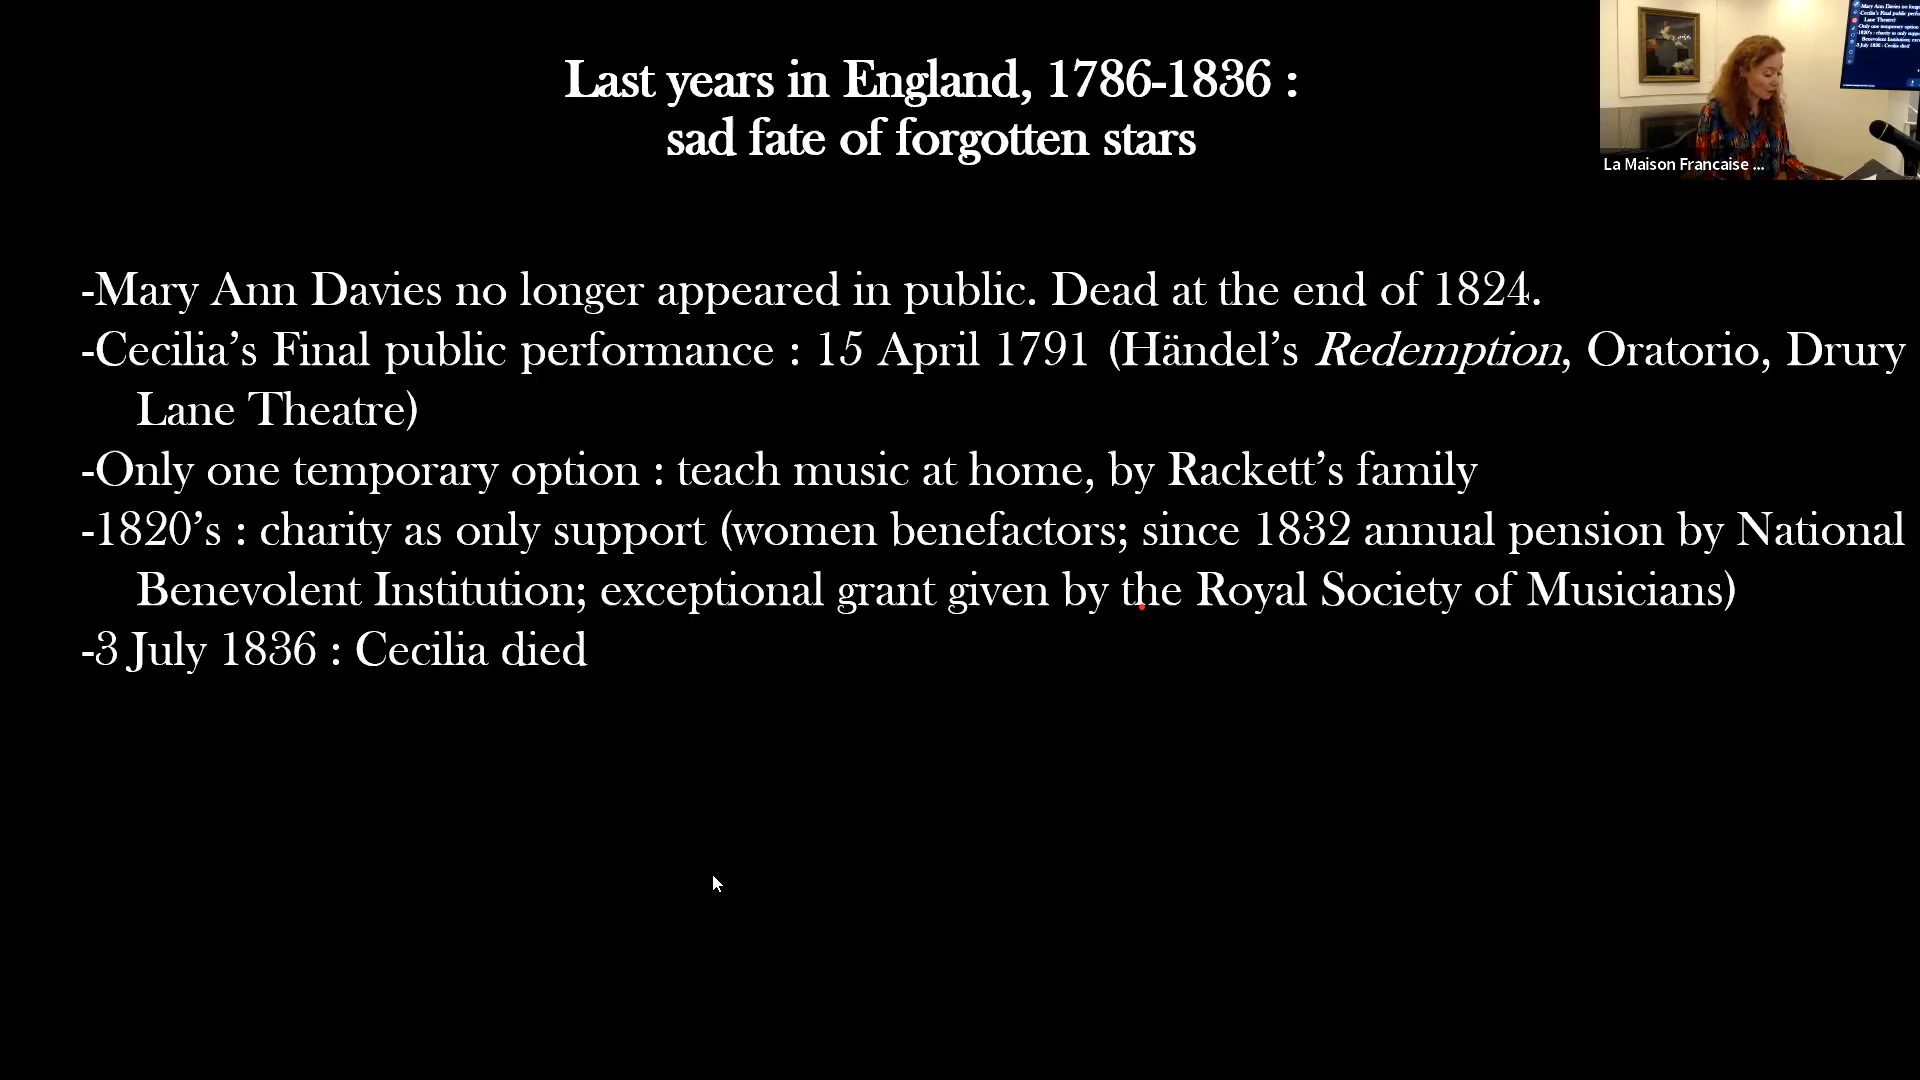 Last years in England, 1786-1836 :
sad fate of forgotten stars
La Maison Francaise ...
-Mary Ann Davies no longer appeared in public. Dead at the end of 1824.
-Cecilia’s Final public performance : 15 April 1791 (Händel’s Redemption, Oratorio, Drury
Lane Theatre)
-Only one temporary option : teach music at home, by Rackett’s family
-1820’s : charity as only support (women benefactors; since 1832 annual pension by National
Benevolent Institution; exceptional grant given by the Royal Society of Musicians)
-3 July 1836 : Cecilia died